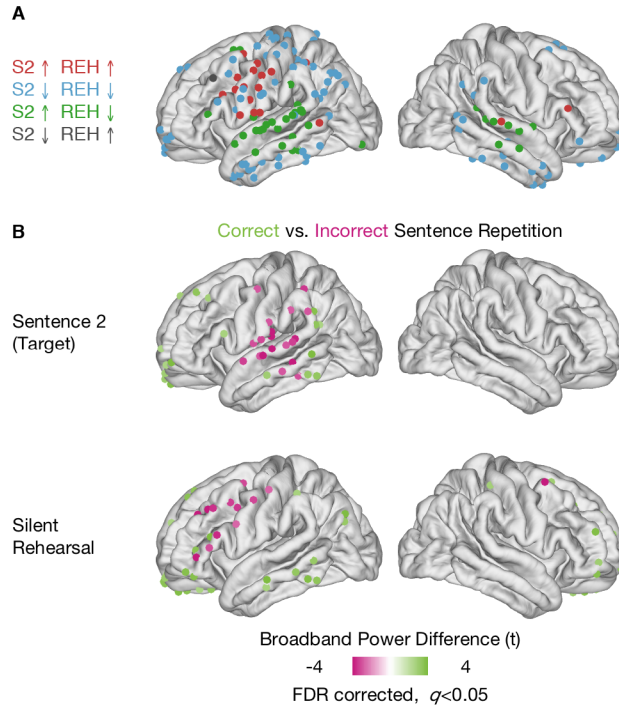 A
S2 ↑ REH ↑
S2 ↓ REH ↓
S2 ↑ REH ↓
S2 ↓ REH ↑
B
Correct vs. Incorrect Sentence Repetition
Sentence 2
(Target)
Silent
Rehearsal
Broadband Power Difference (t)
-4 4
FDR corrected, q<0.05